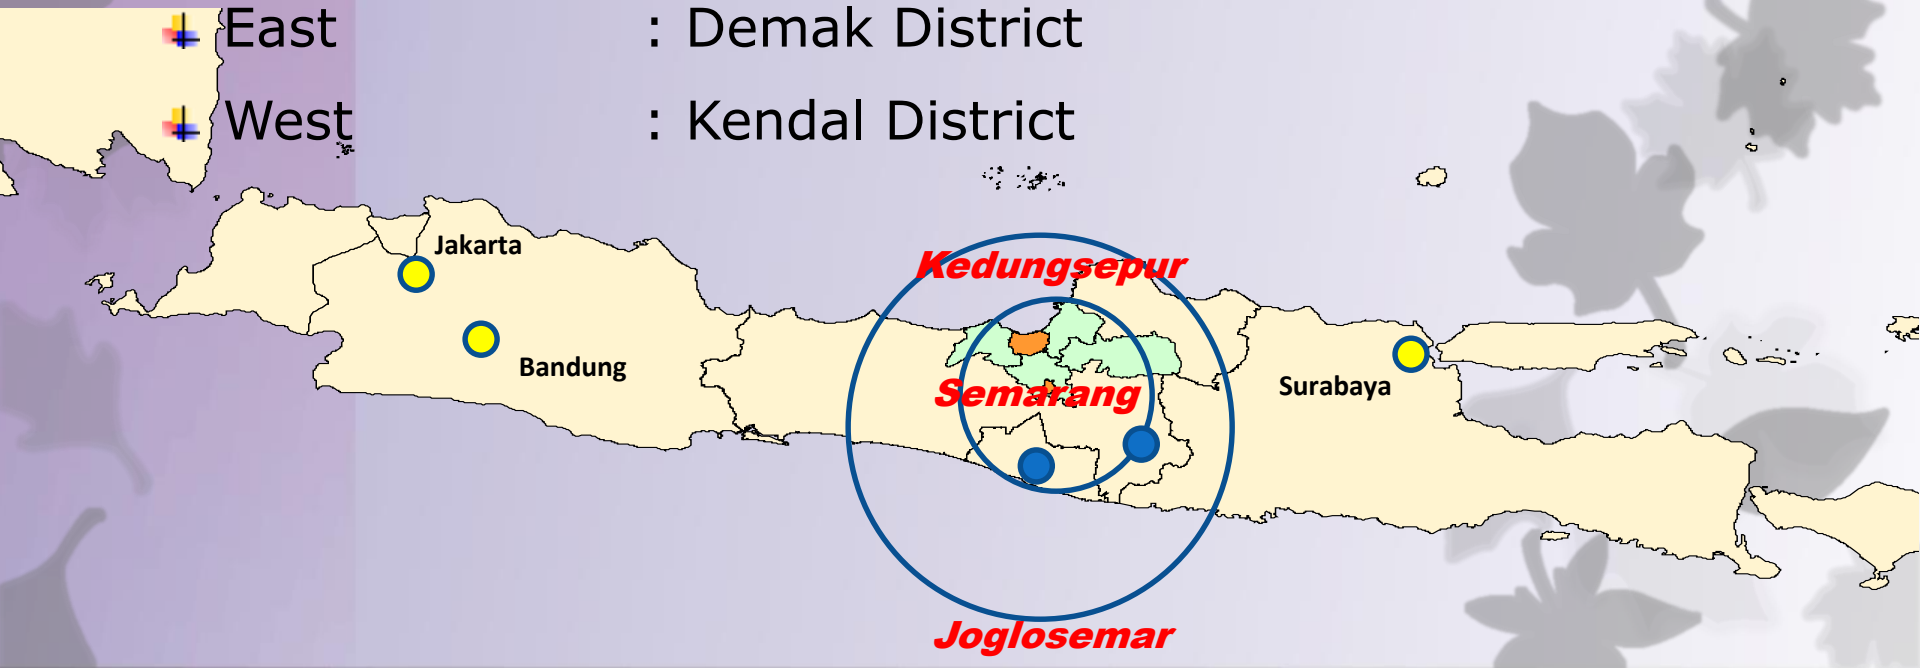 East : Demak District
West : Kendal District
Jakarta
Kedungsepur
Bandung
Semarang
Surabaya
Joglosemar